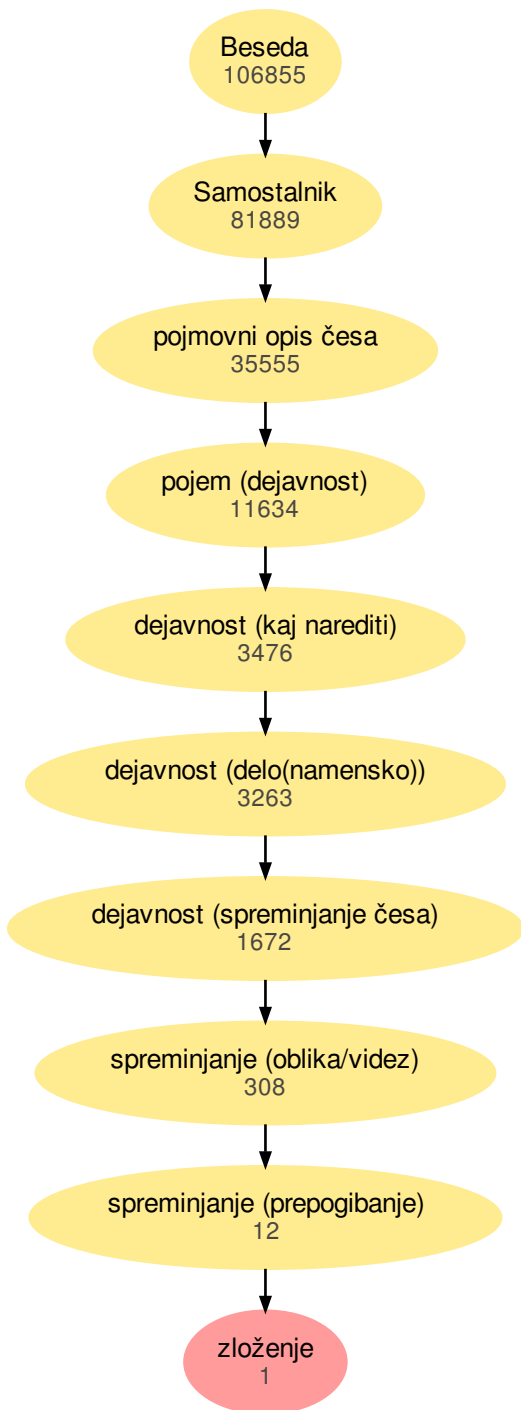 Beseda
106855
Samostalnik
81889
pojmovni opis česa
35555
pojem (dejavnost)
11634
dejavnost (kaj narediti)
3476
dejavnost (delo(namensko))
3263
dejavnost (spreminjanje česa)
1672
spreminjanje (oblika/videz)
308
spreminjanje (prepogibanje)
12
zloženje
1